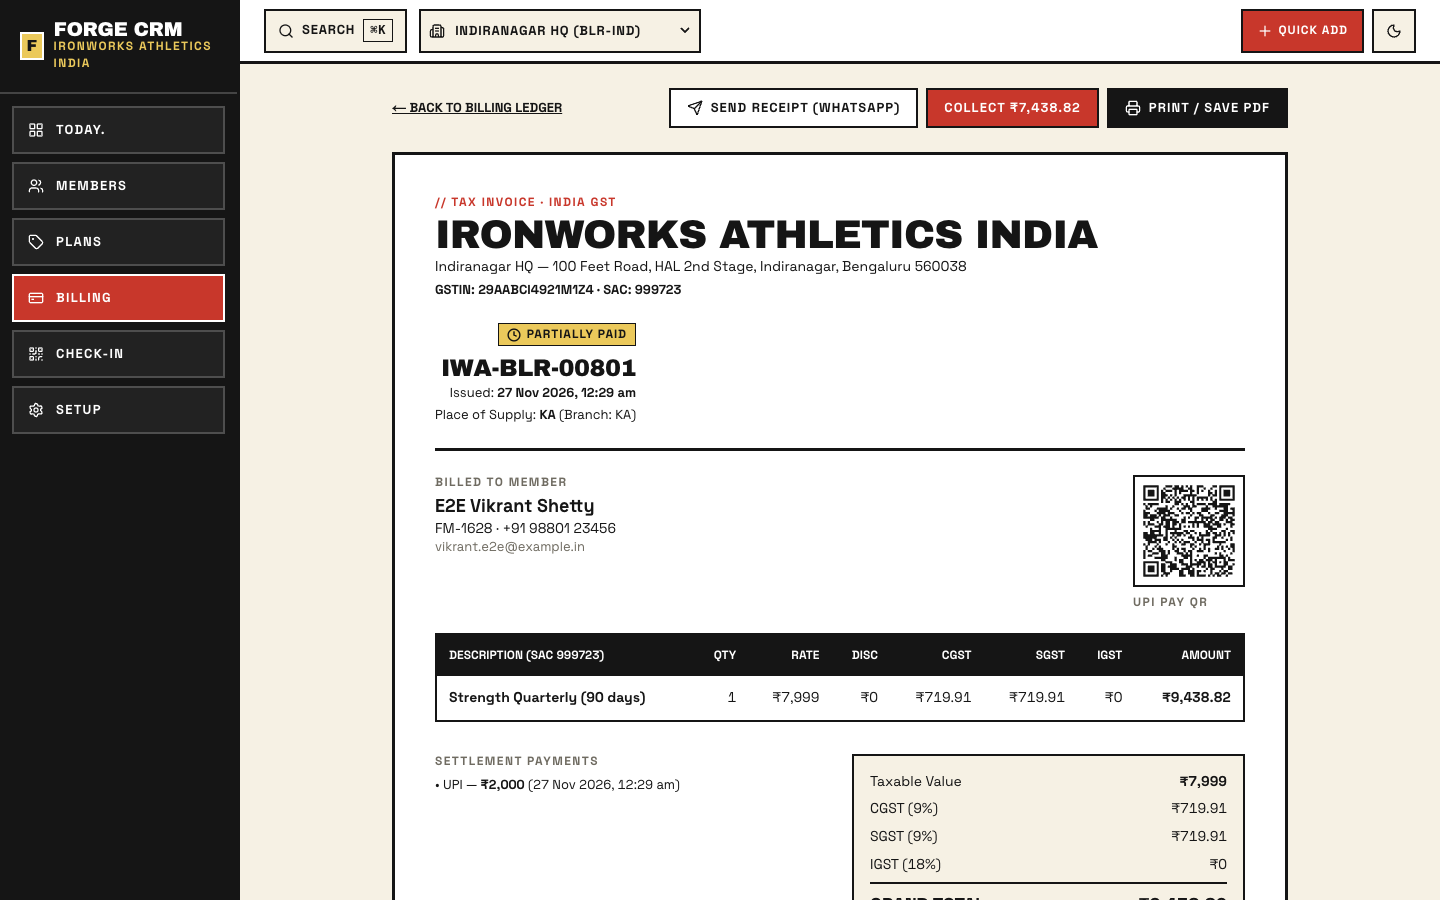 F
FORGE CRM
IRONWORKS ATHLETICS
INDIA
SEARCH ⌘K
INDIRANAGAR HQ (BLR-IND)
QUICK ADD
TODAY.
MEMBERS
PLANS
BILLING
CHECK-IN
SETUP
← BACK TO BILLING LEDGER
SEND RECEIPT (WHATSAPP)
COLLECT ₹7,438.82
PRINT / SAVE PDF
// TAX INVOICE · INDIA GST
IRONWORKS ATHLETICS INDIA
Indiranagar HQ — 100 Feet Road, HAL 2nd Stage, Indiranagar, Bengaluru 560038
GSTIN: 29AABCI4921M1Z4 · SAC: 999723
PARTIALLY PAID
IWA-BLR-00801
Issued: 27 Nov 2026, 12:29 am
Place of Supply: KA (Branch: KA)
BILLED TO MEMBER
E2E Vikrant Shetty
FM-1628 · +91 98801 23456
vikrant.e2e@example.in
UPI PAY QR
DESCRIPTION (SAC 999723) QTY RATE DISC CGST SGST IGST AMOUNT
Strength Quarterly (90 days) 1 ₹7,999 ₹0 ₹719.91 ₹719.91 ₹0 ₹9,438.82
SETTLEMENT PAYMENTS
• UPI — ₹2,000 (27 Nov 2026, 12:29 am)
Taxable Value ₹7,999
CGST (9%) ₹719.91
SGST (9%) ₹719.91
IGST (18%) ₹0